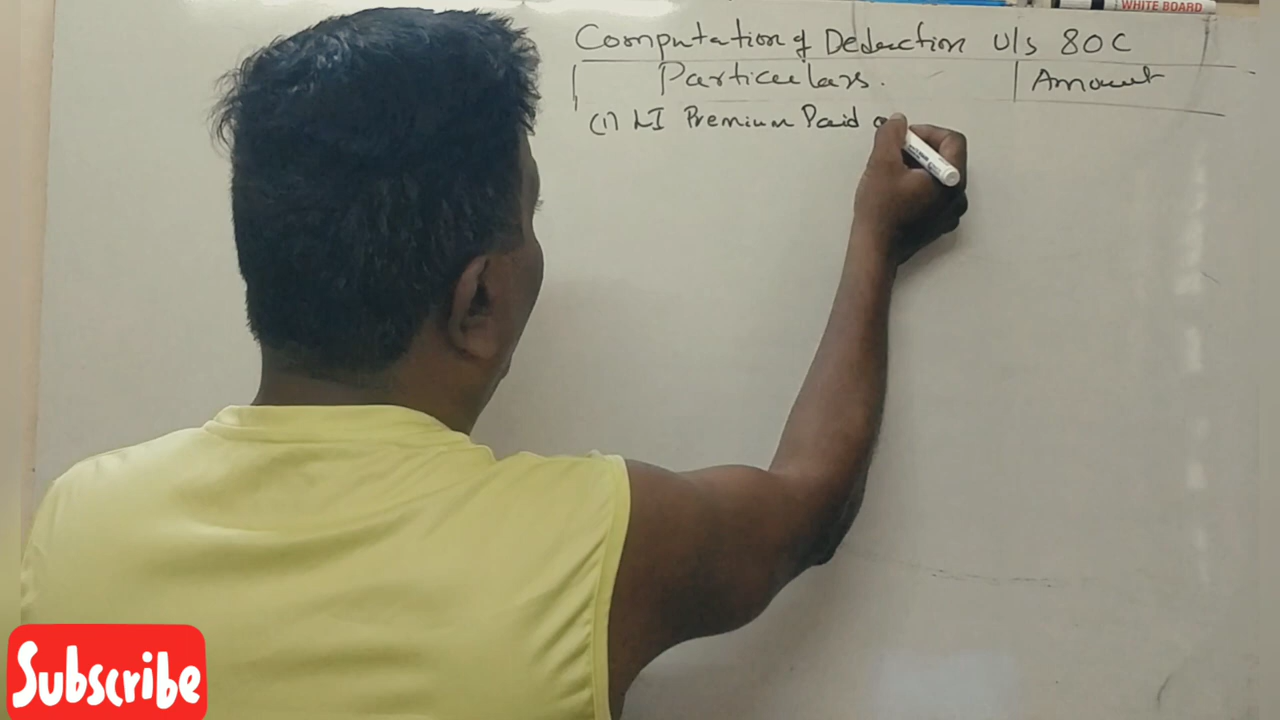 WHITE BOARD
Computation of Deduction U/s 80C
Particulars. Amount
(1) LI Premium Paid
Subscribe